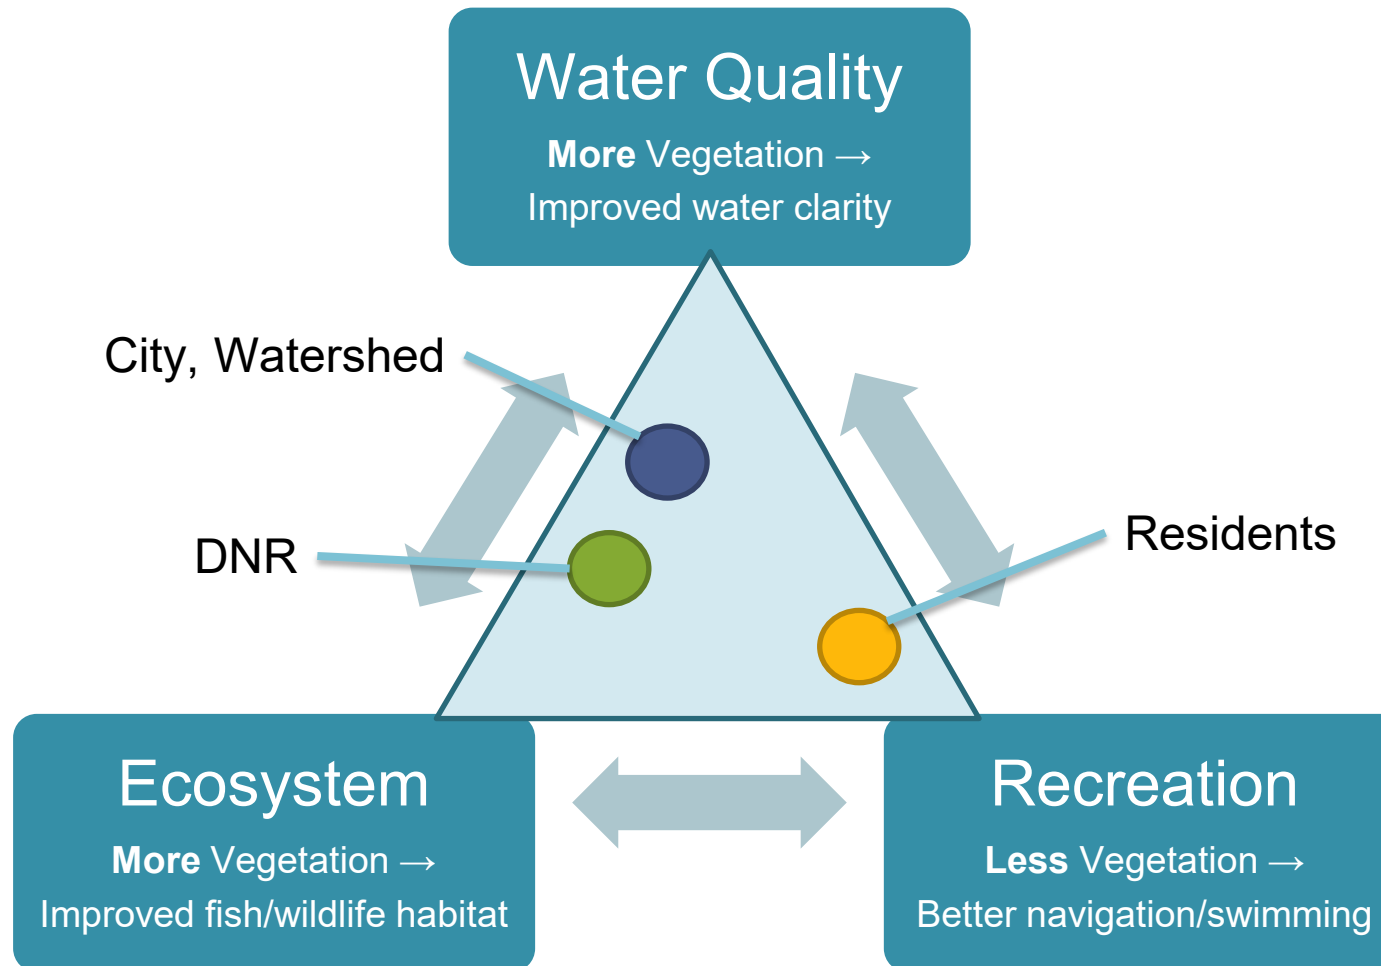 Water Quality
More Vegetation →
Improved water clarity
City, Watershed
DNR
Residents
Ecosystem
More Vegetation →
Improved fish/wildlife habitat
Recreation
Less Vegetation →
Better navigation/swimming